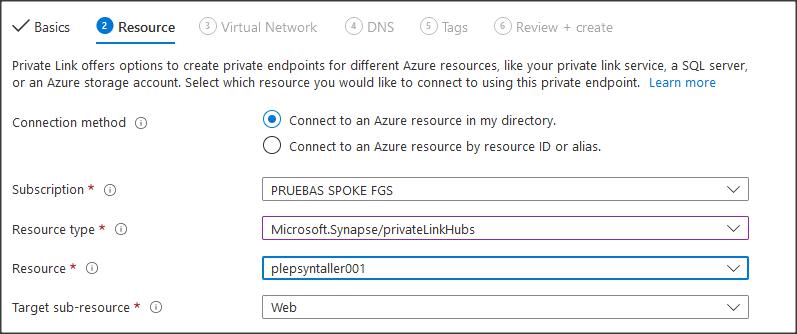 Basics 2 Resource 3 Virtual Network 4 DNS 5 Tags 6 Review + create
Private Link offers options to create private endpoints for different Azure resources, like your private link service, a SQL server,
or an Azure storage account. Select which resource you would like to connect to using this private endpoint. Learn more
Connection method i Connect to an Azure resource in my directory.
Connect to an Azure resource by resource ID or alias.
Subscription * i PRUEBAS SPOKE FGS
Resource type * i Microsoft.Synapse/privateLinkHubs
Resource * i plepsyntaller001
Target sub-resource * i Web